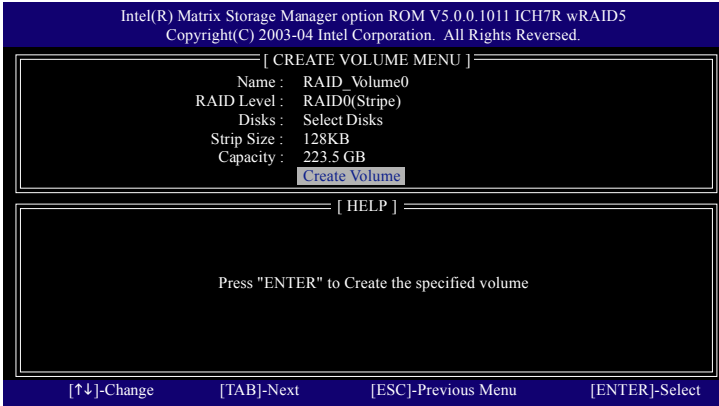 Intel(R) Matrix Storage Manager option ROM V5.0.0.1011 ICH7R wRAID5
Copyright(C) 2003-04 Intel Corporation.  All Rights Reversed.
[ CREATE VOLUME MENU ]
Name :  RAID_Volume0
RAID Level :  RAID0(Stripe)
Disks :  Select Disks
Strip Size :  128KB
Capacity :  223.5 GB
Create Volume
[ HELP ]
Press "ENTER" to Create the specified volume
[↑↓]-Change  [TAB]-Next  [ESC]-Previous Menu  [ENTER]-Select